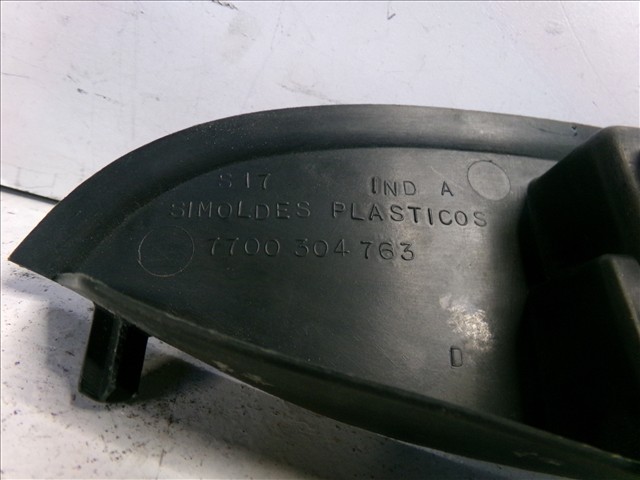 S17 IND A
SIMOLDES PLASTICOS
7700 304 763
D